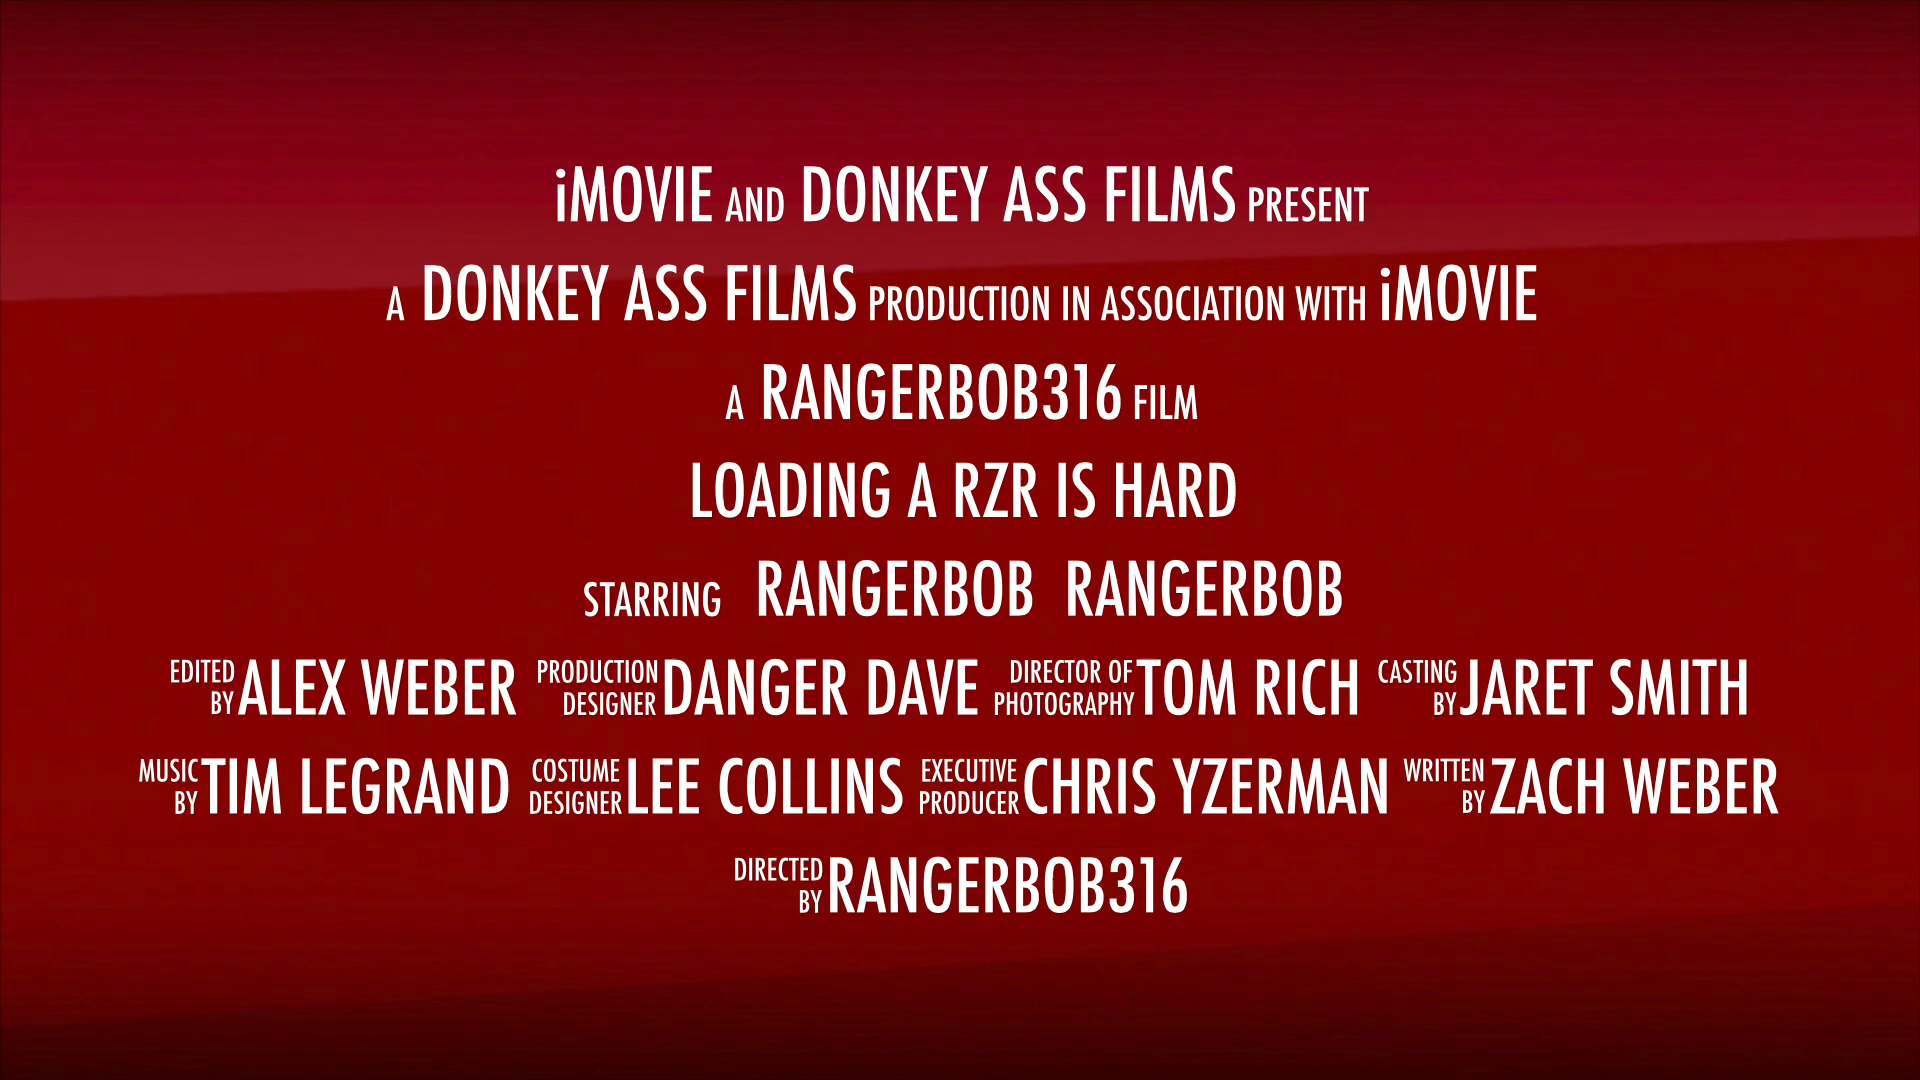 iMOVIE AND DONKEY ASS FILMS PRESENT
A DONKEY ASS FILMS PRODUCTION IN ASSOCIATION WITH iMOVIE
A RANGERBOB316 FILM
LOADING A RZR IS HARD
STARRING RANGERBOB RANGERBOB
EDITED BY ALEX WEBER PRODUCTION DESIGNER DANGER DAVE DIRECTOR OF PHOTOGRAPHY TOM RICH CASTING BY JARET SMITH
MUSIC BY TIM LEGRAND COSTUME DESIGNER LEE COLLINS EXECUTIVE PRODUCER CHRIS YZERMAN WRITTEN BY ZACH WEBER
DIRECTED BY RANGERBOB316